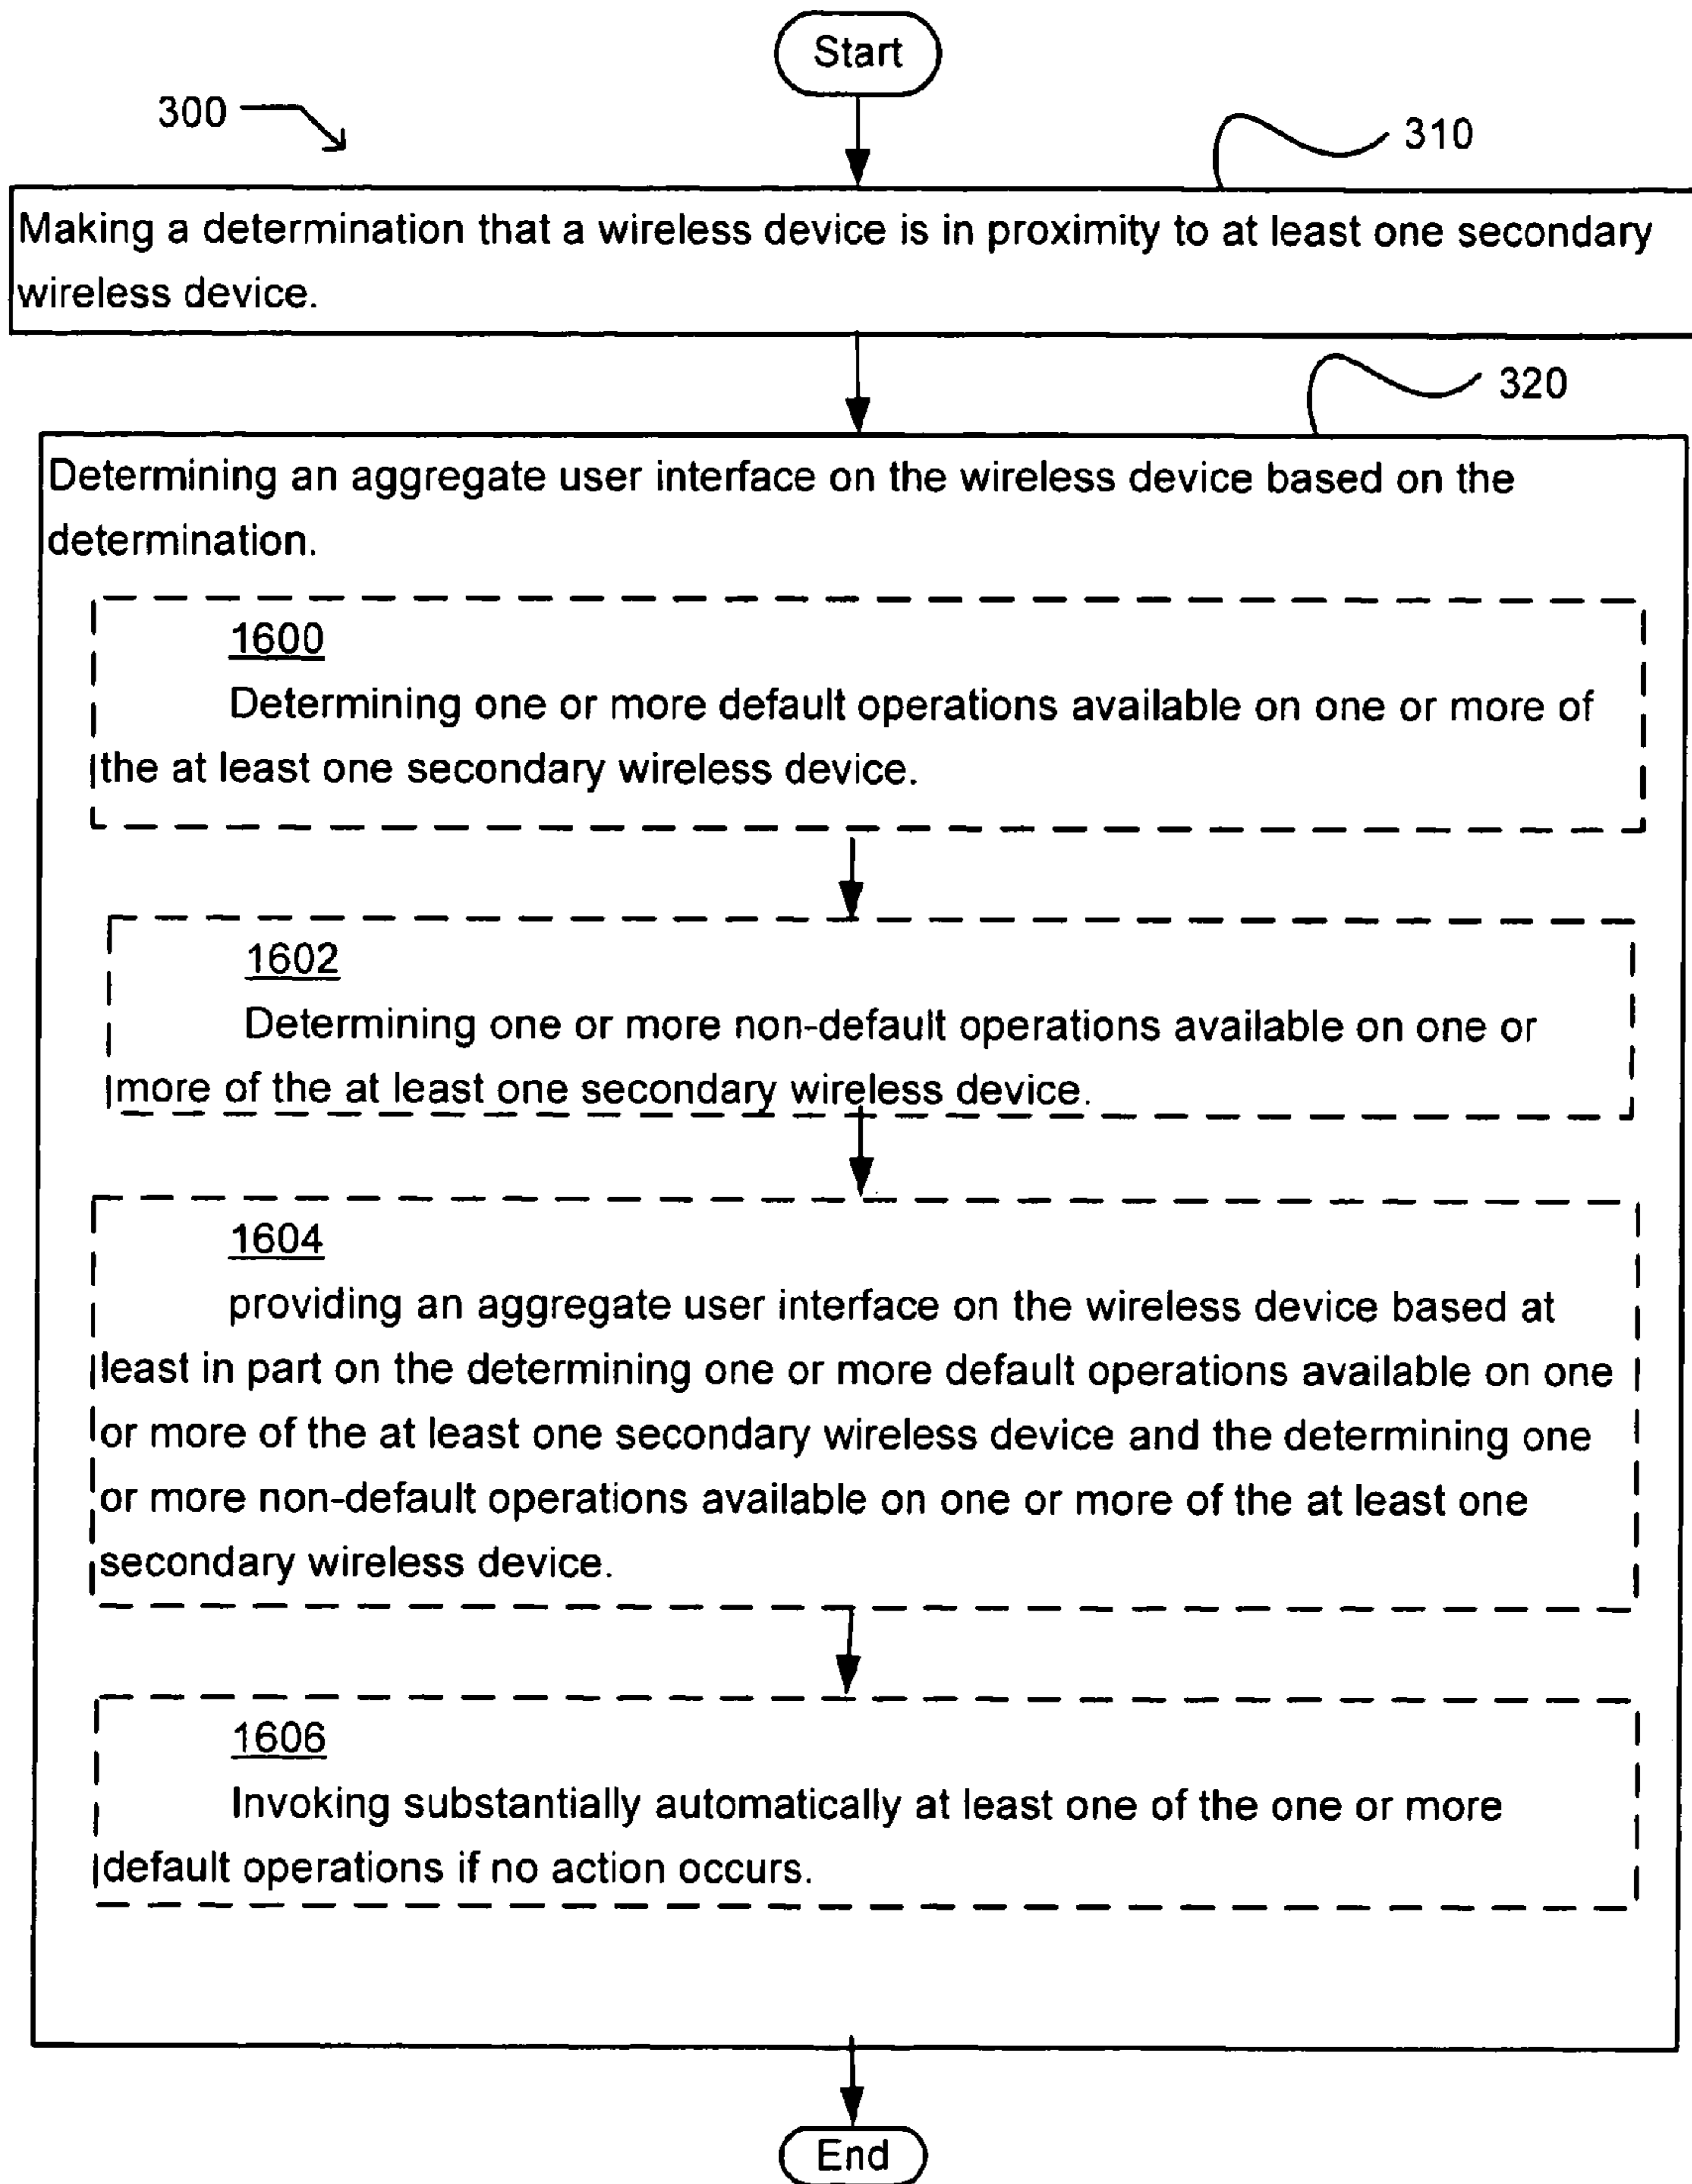 Start
300
310
Making a determination that a wireless device is in proximity to at least one secondary
wireless device.
320
Determining an aggregate user interface on the wireless device based on the
determination.
1600
Determining one or more default operations available on one or more of
the at least one secondary wireless device.
1602
Determining one or more non-default operations available on one or
more of the at least one secondary wireless device.
1604
providing an aggregate user interface on the wireless device based at
least in part on the determining one or more default operations available on one
or more of the at least one secondary wireless device and the determining one
or more non-default operations available on one or more of the at least one
secondary wireless device.
1606
Invoking substantially automatically at least one of the one or more
default operations if no action occurs.
End